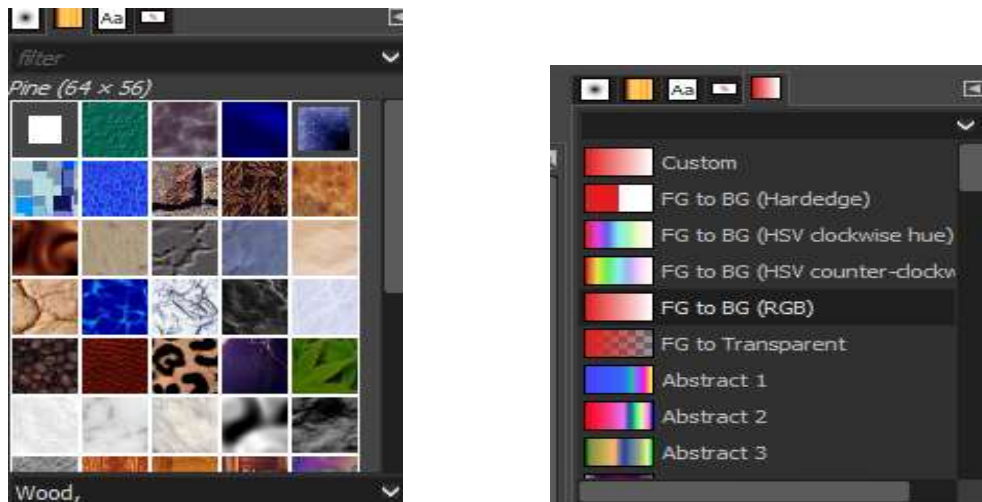 Aa
filter
Pine (64 × 56)
Wood,
Aa
Custom
FG to BG (Hardedge)
FG to BG (HSV clockwise hue)
FG to BG (HSV counter-clockw
FG to BG (RGB)
FG to Transparent
Abstract 1
Abstract 2
Abstract 3